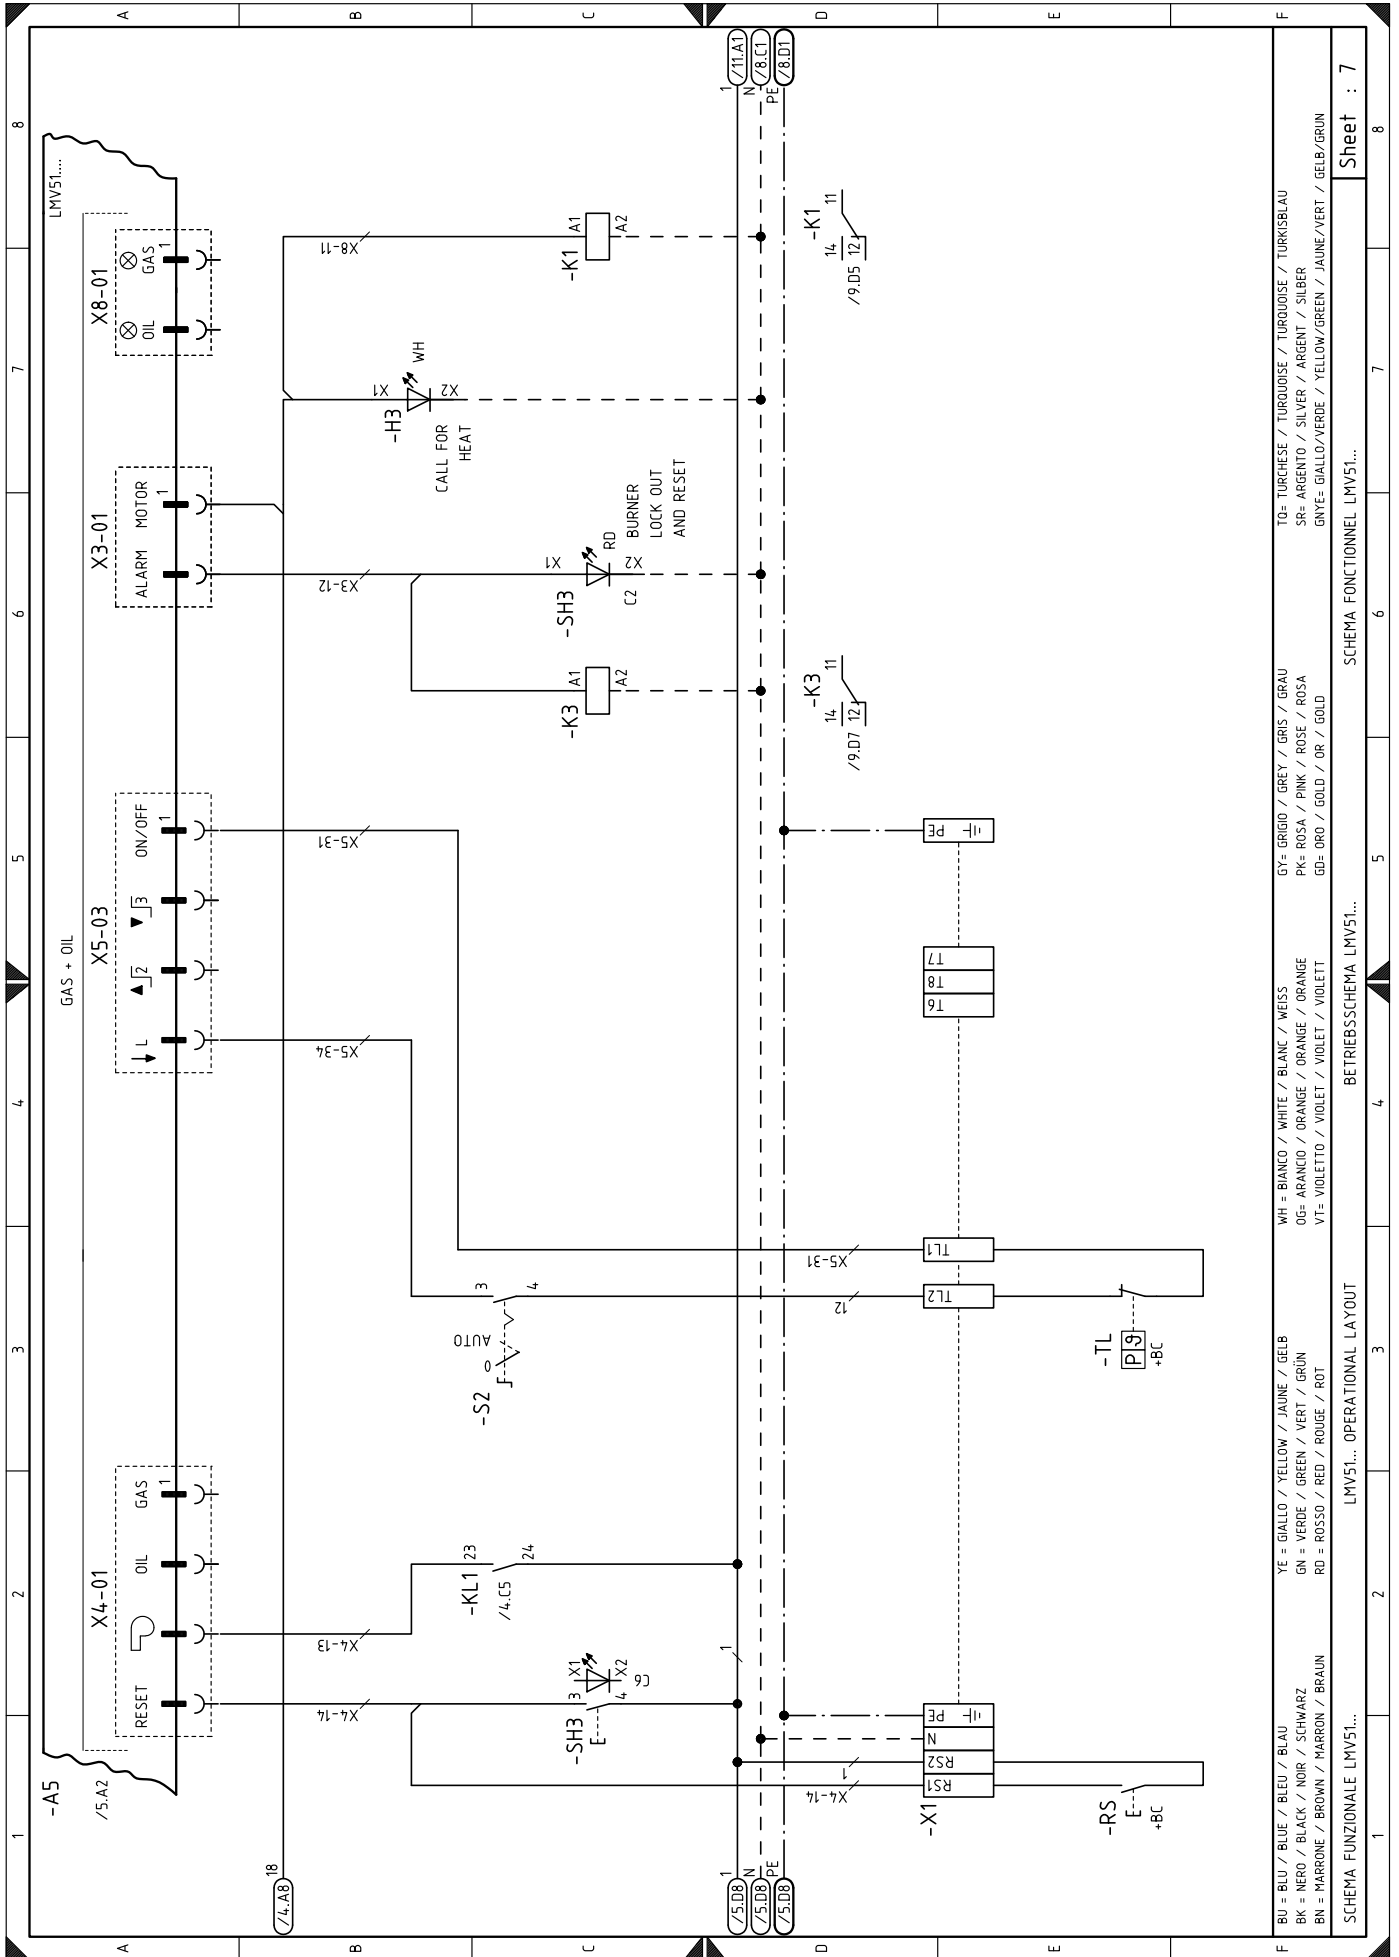 1 2 3 4 5 6 7 8
A
B
C
D
E
F
-A5
/5.A2
GAS + OIL
LMV51....
X4-01
RESET
OIL
GAS
1
X5-03
L
2
3
ON/OFF
1
X3-01
ALARM
MOTOR
1
X8-01
OIL
GAS
1
/4.A8
18
X4-14
X4-13
X5-34
X5-31
X3-12
X8-11
-SH3
3
4
X1
X2
C6
-KL1
/4.C5
23
24
-S2
0
AUTO
3
4
-K3
A1
A2
-SH3
X1
X2
C2
RD
BURNER
LOCK OUT
AND RESET
-H3
X1
X2
WH
CALL FOR
HEAT
-K1
A1
A2
/5.D8
1
1
1
/11.A1
/5.D8
N
N
/8.C1
/5.D8
PE
PE
/8.D1
X4-14
1
12
X5-31
-K3
14
12
11
/9.D7
-K1
14
12
11
/9.D5
-X1
RS1
RS2
N
PE
TL2
TL1
T6
T8
T7
PE
-RS
+BC
-TL
P
ϑ
+BC
BU = BLU / BLUE / BLEU / BLAU
BK = NERO / BLACK / NOIR / SCHWARZ
BN = MARRONE / BROWN / MARRON / BRAUN
YE = GIALLO / YELLOW / JAUNE / GELB
GN = VERDE / GREEN / VERT / GRÜN
RD = ROSSO / RED / ROUGE / ROT
WH = BIANCO / WHITE / BLANC / WEISS
OG= ARANCIO / ORANGE / ORANGE / ORANGE
VT= VIOLETTO / VIOLET / VIOLET / VIOLETT
GY= GRIGIO / GREY / GRIS / GRAU
PK= ROSA / PINK / ROSE / ROSA
GD= ORO / GOLD / OR / GOLD
TQ= TURCHESE / TURQUOISE / TURQUOISE / TURKISBLAU
SR= ARGENTO / SILVER / ARGENT / SILBER
GNYE= GIALLO/VERDE / YELLOW/GREEN / JAUNE/VERT / GELB/GRUN
SCHEMA FUNZIONALE LMV51...
LMV51... OPERATIONAL LAYOUT
BETRIEBSSCHEMA LMV51...
SCHEMA FONCTIONNEL LMV51...
Sheet : 7
1 2 3 4 5 6 7 8
A
B
C
D
E
F